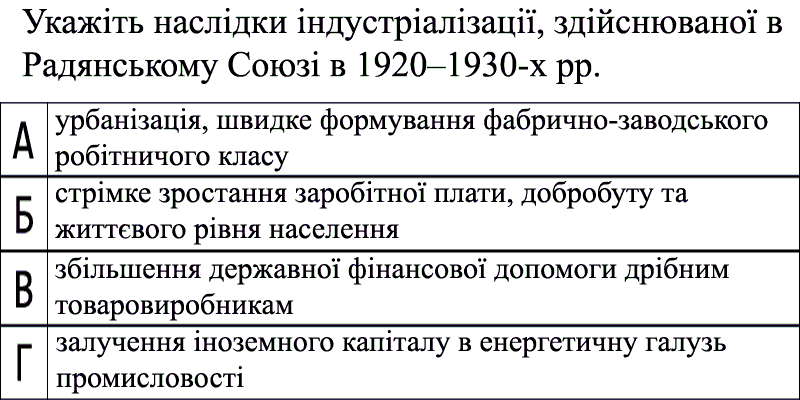 Укажіть наслідки індустріалізації, здійснюваної в
Радянському Союзі в 1920–1930-х рр.
А
урбанізація, швидке формування фабрично-заводського
робітничого класу
Б
стрімке зростання заробітної плати, добробуту та
життєвого рівня населення
В
збільшення державної фінансової допомоги дрібним
товаровиробникам
Г
залучення іноземного капіталу в енергетичну галузь
промисловості